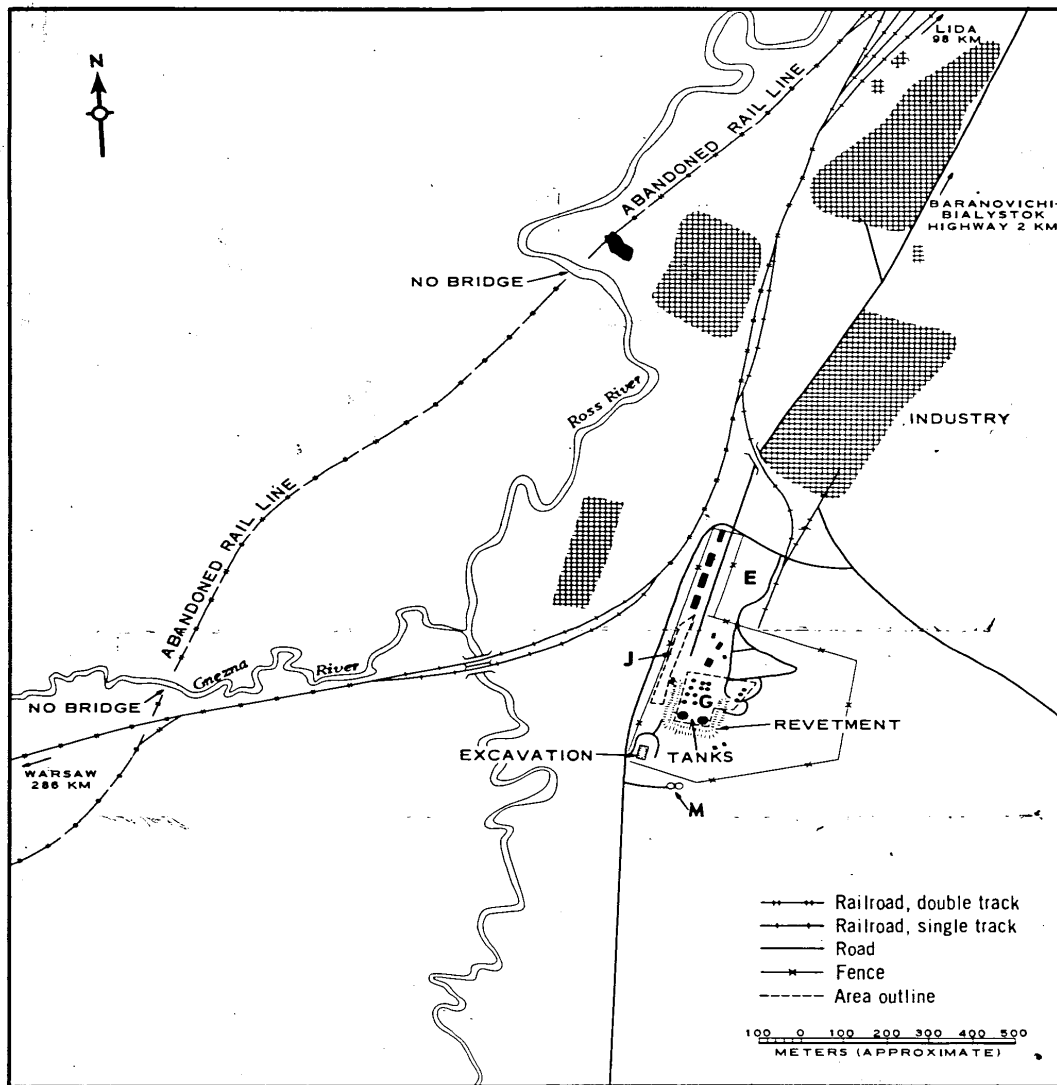 LIDA
98 KM
N
ABANDONED RAIL LINE
BARANOVICHI-
BIALYSTOK
HIGHWAY 2 KM
NO BRIDGE
Ross River
INDUSTRY
ABANDONED RAIL LINE
E
J
Cnezna River
G
NO BRIDGE
REVETMENT
EXCAVATION
TANKS
WARSAW
286 KM
M
Railroad, double track
Railroad, single track
Road
Fence
Area outline
100 0 100 200 300 400 500
METERS (APPROXIMATE)